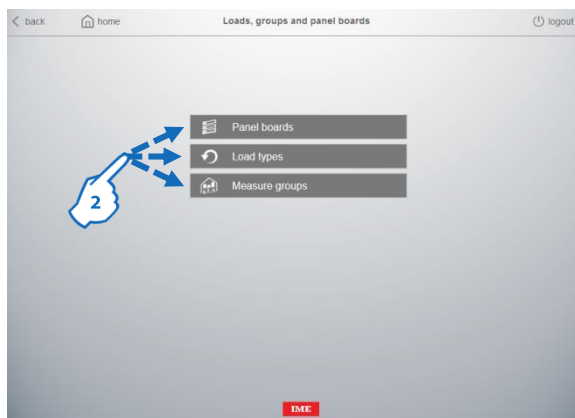 back home Loads, groups and panel boards logout
Panel boards
Load types
Measure groups
2
IME